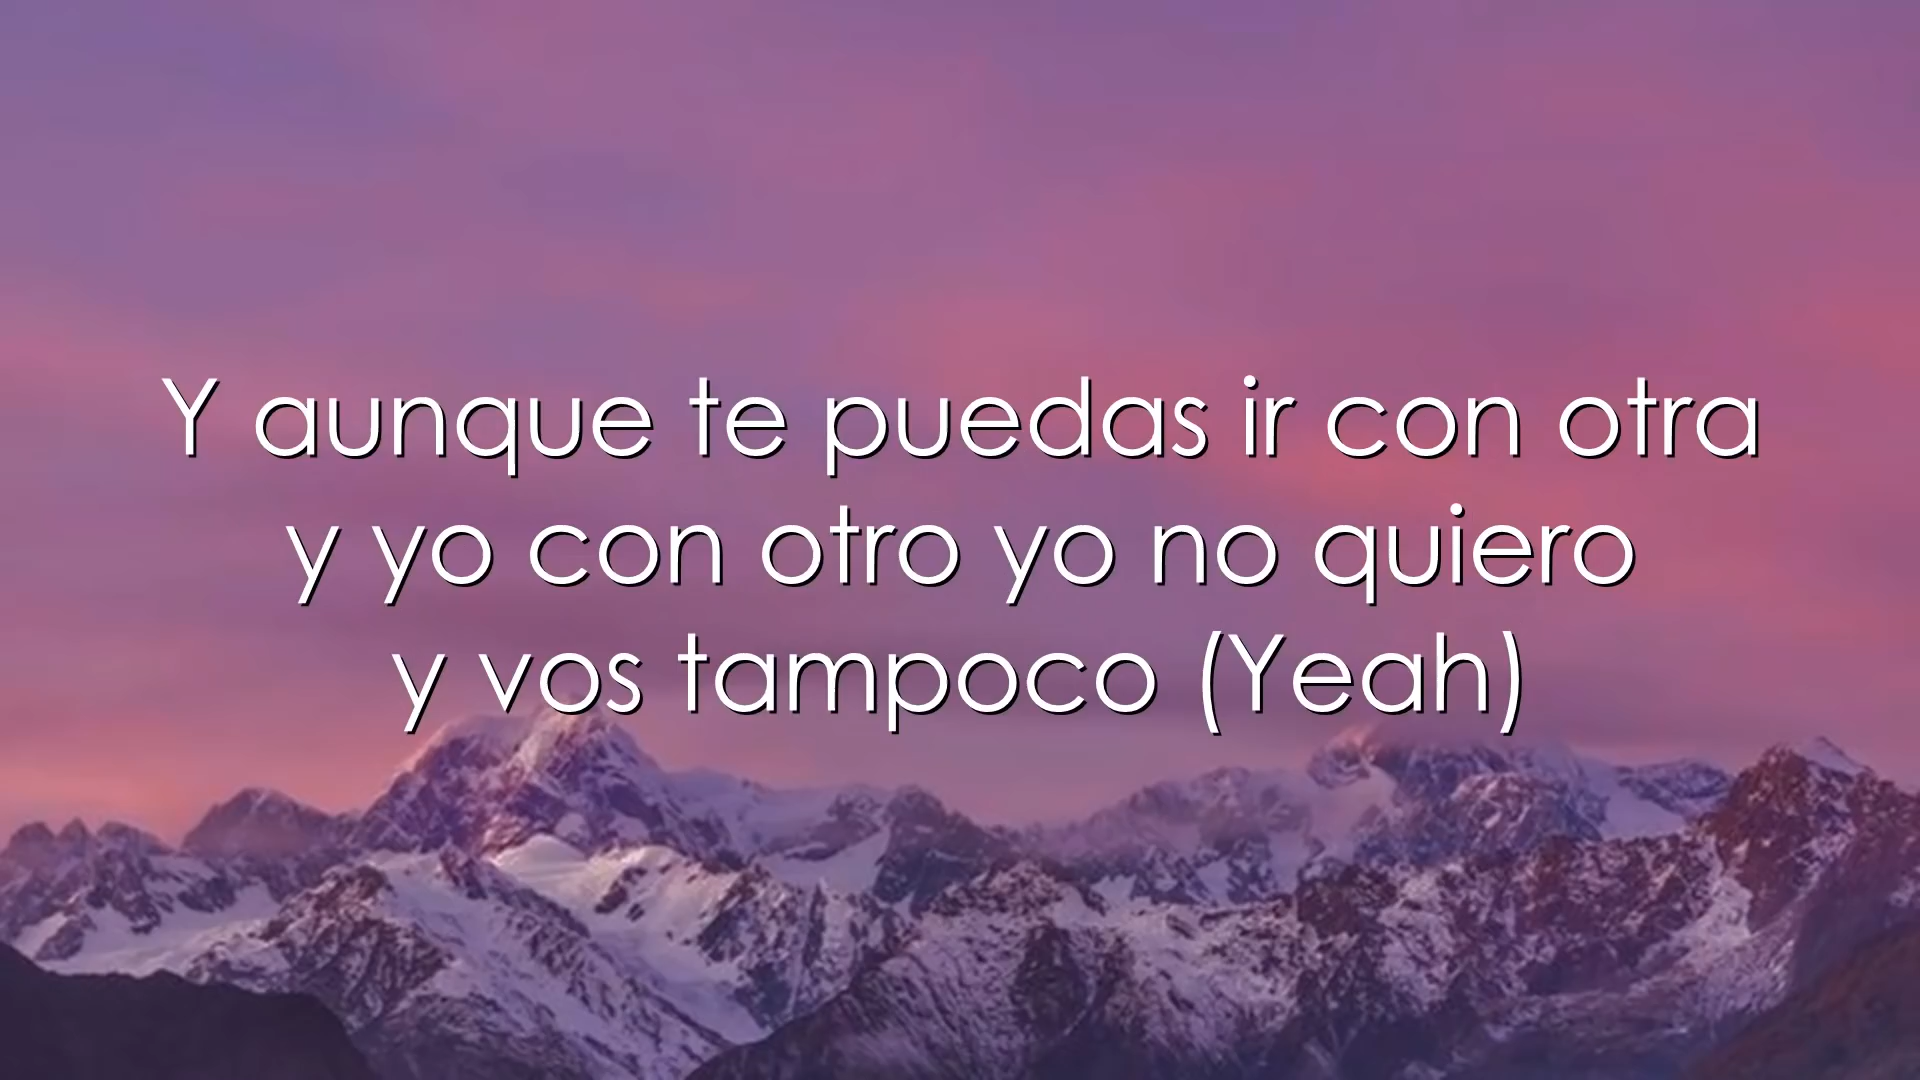 Y aunque te puedas ir con otra
y yo con otro yo no quiero
y vos tampoco (Yeah)